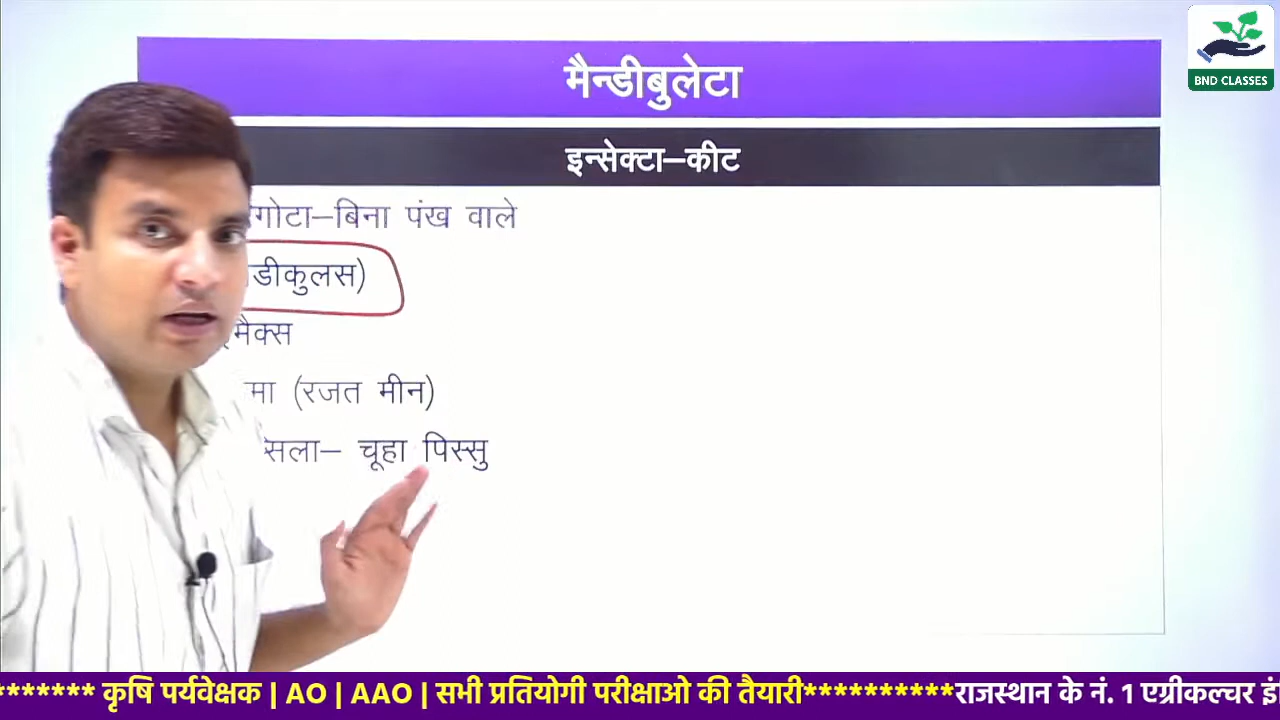 BND CLASSES
मैन्डीबुलेटा
इन्सेक्टा–कीट
गोटा–बिना पंख वाले
डीकुलस)
मैक्स
मा (रजत मीन)
सला– चूहा पिस्सु
******* कृषि पर्यवेक्षक | AO | AAO | सभी प्रतियोगी परीक्षाओ की तैयारी**********राजस्थान के नं. 1 एग्रीकल्चर इं